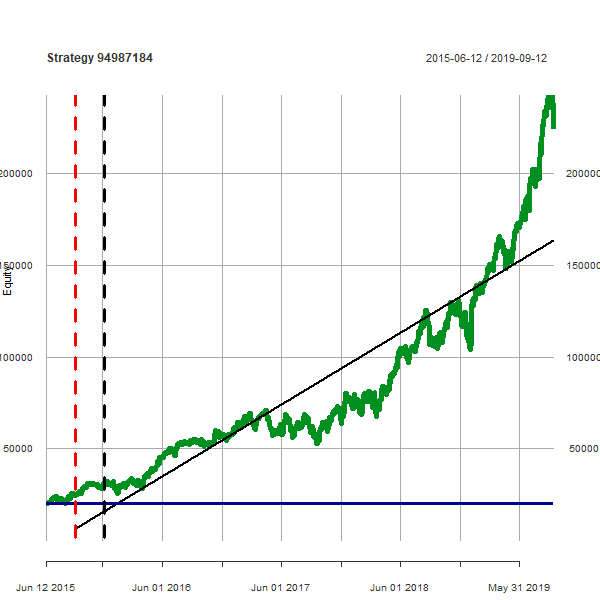 Strategy 94987184
2015-06-12 / 2019-09-12
200000
200000
150000
150000
Equity
100000
100000
50000
50000
Jun 12 2015
Jun 01 2016
Jun 01 2017
Jun 01 2018
May 31 2019